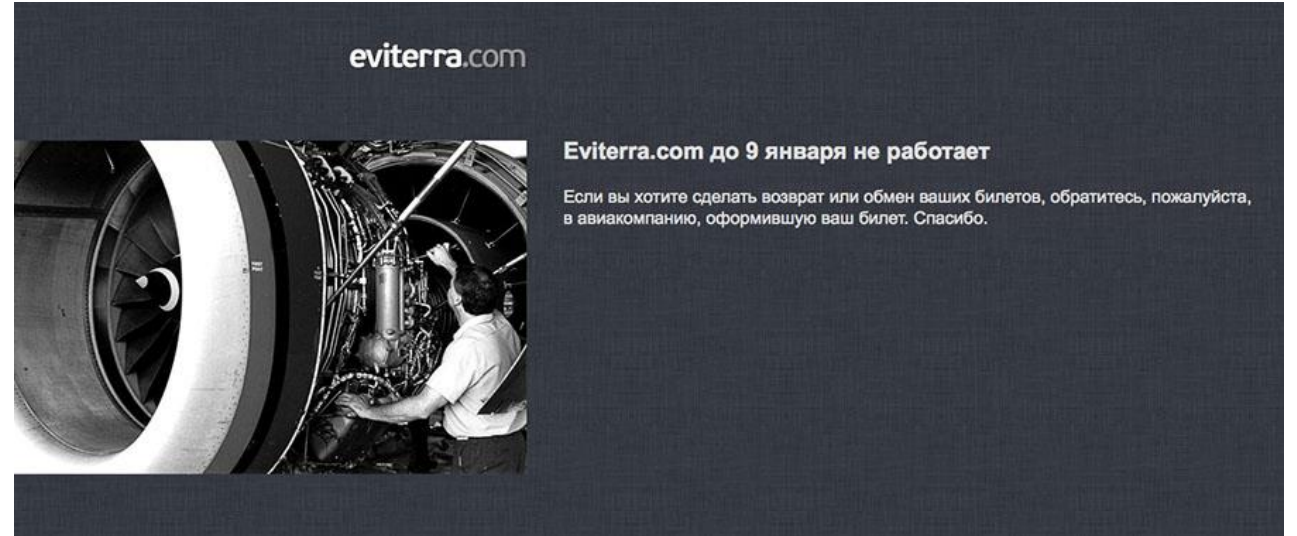 eviterra.com
Eviterra.com до 9 января не работает
Если вы хотите сделать возврат или обмен ваших билетов, обратитесь, пожалуйста,
в авиакомпанию, оформившую ваш билет. Спасибо.